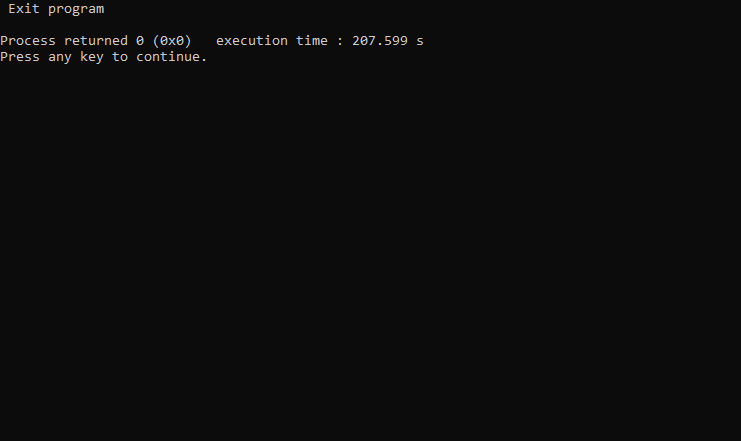 Exit program
Process returned 0 (0x0)   execution time : 207.599 s
Press any key to continue.